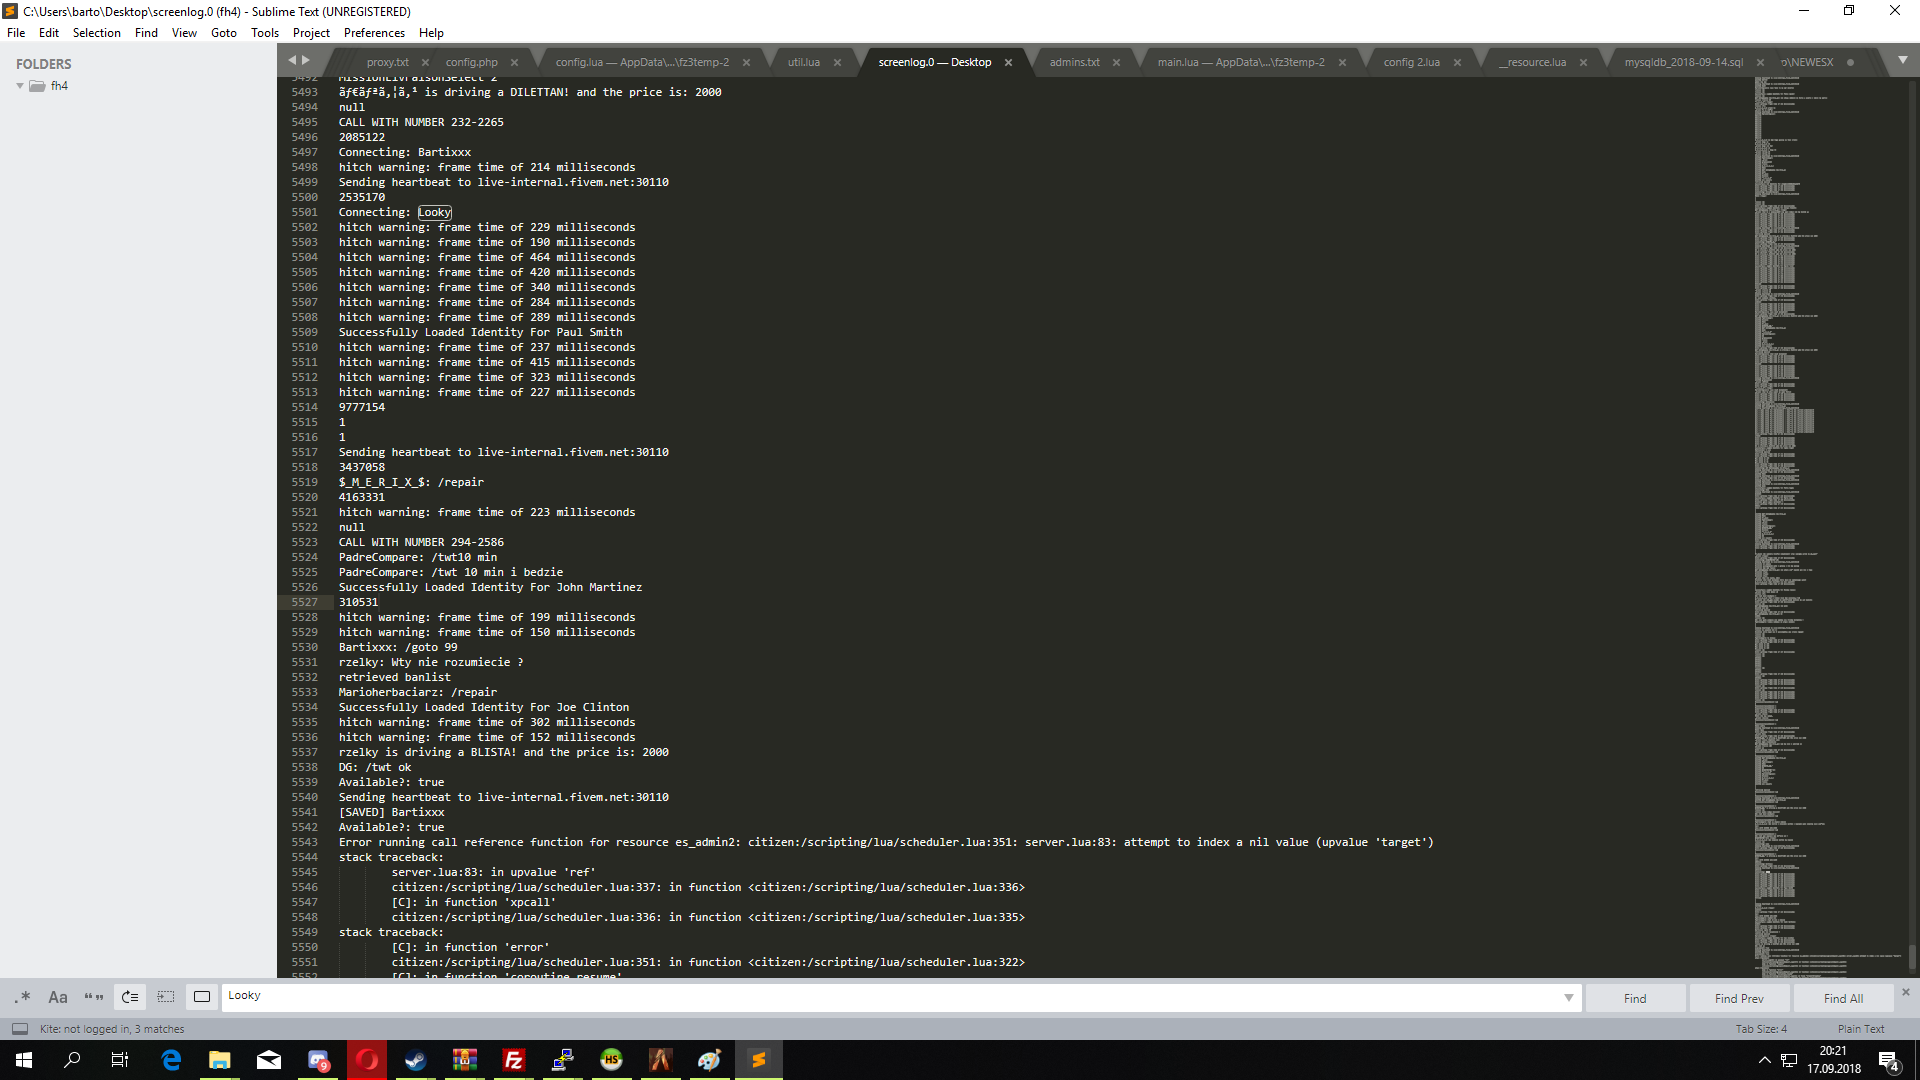 C:\Users\barto\Desktop\screenlog.0 (fh4) - Sublime Text (UNREGISTERED)
File Edit Selection Find View Goto Tools Project Preferences Help
FOLDERS
fh4
proxy.txt config.php config.lua — AppData\...\fz3temp-2 util.lua screenlog.0 — Desktop admins.txt main.lua — AppData\...\fz3temp-2 config 2.lua __resource.lua mysqldb_2018-09-14.sql ɔ\NEWESX
5493 ãƒ€ãƒªã‚¦ã‚¹ is driving a DILETTAN! and the price is: 2000
5494 null
5495 CALL WITH NUMBER 232-2265
5496 2085122
5497 Connecting: Bartixxx
5498 hitch warning: frame time of 214 milliseconds
5499 Sending heartbeat to live-internal.fivem.net:30110
5500 2535170
5501 Connecting: Looky
5502 hitch warning: frame time of 229 milliseconds
5503 hitch warning: frame time of 190 milliseconds
5504 hitch warning: frame time of 464 milliseconds
5505 hitch warning: frame time of 420 milliseconds
5506 hitch warning: frame time of 340 milliseconds
5507 hitch warning: frame time of 284 milliseconds
5508 hitch warning: frame time of 289 milliseconds
5509 Successfully Loaded Identity For Paul Smith
5510 hitch warning: frame time of 237 milliseconds
5511 hitch warning: frame time of 415 milliseconds
5512 hitch warning: frame time of 323 milliseconds
5513 hitch warning: frame time of 227 milliseconds
5514 9777154
5515 1
5516 1
5517 Sending heartbeat to live-internal.fivem.net:30110
5518 3437058
5519 $_M_E_R_I_X_$: /repair
5520 4163331
5521 hitch warning: frame time of 223 milliseconds
5522 null
5523 CALL WITH NUMBER 294-2586
5524 PadreCompare: /twt10 min
5525 PadreCompare: /twt 10 min i bedzie
5526 Successfully Loaded Identity For John Martinez
5527 310531
5528 hitch warning: frame time of 199 milliseconds
5529 hitch warning: frame time of 150 milliseconds
5530 Bartixxx: /goto 99
5531 rzelky: Wty nie rozumiecie ?
5532 retrieved banlist
5533 Marioherbaciarz: /repair
5534 Successfully Loaded Identity For Joe Clinton
5535 hitch warning: frame time of 302 milliseconds
5536 hitch warning: frame time of 152 milliseconds
5537 rzelky is driving a BLISTA! and the price is: 2000
5538 DG: /twt ok
5539 Available?: true
5540 Sending heartbeat to live-internal.fivem.net:30110
5541 [SAVED] Bartixxx
5542 Available?: true
5543 Error running call reference function for resource es_admin2: citizen:/scripting/lua/scheduler.lua:351: server.lua:83: attempt to index a nil value (upvalue 'target')
5544 stack traceback:
5545 server.lua:83: in upvalue 'ref'
5546 citizen:/scripting/lua/scheduler.lua:337: in function <citizen:/scripting/lua/scheduler.lua:336>
5547 [C]: in function 'xpcall'
5548 citizen:/scripting/lua/scheduler.lua:336: in function <citizen:/scripting/lua/scheduler.lua:335>
5549 stack traceback:
5550 [C]: in function 'error'
5551 citizen:/scripting/lua/scheduler.lua:351: in function <citizen:/scripting/lua/scheduler.lua:322>
5552 [C]: in function 'coroutine.resume'
.* Aa “” Looky Find Find Prev Find All
Kite: not logged in, 3 matches Tab Size: 4 Plain Text
9 HS 20:21
17.09.2018 4